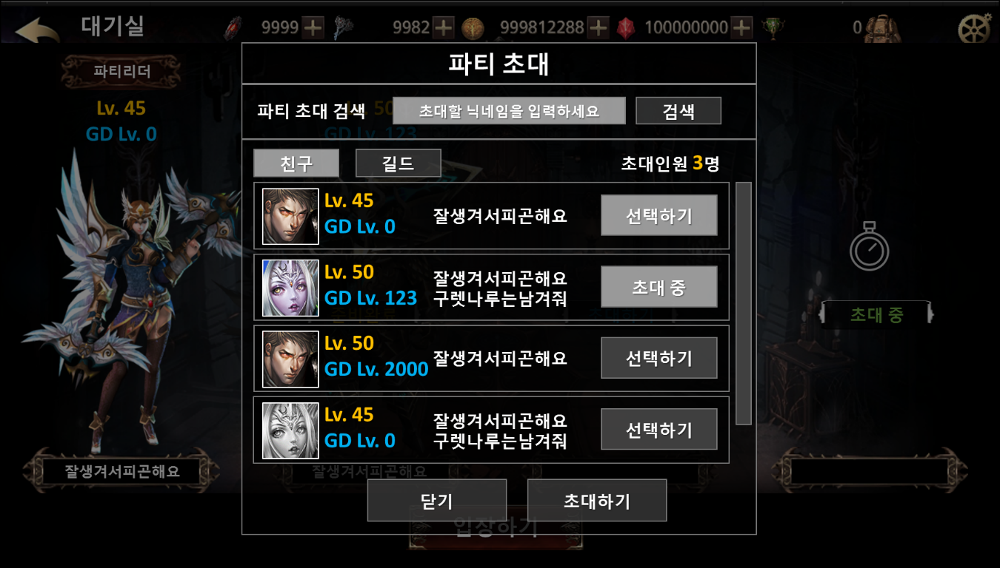 대기실
9999
9982
999812288
100000000
0
파티리더
Lv. 45
GD Lv. 0
파티 초대
파티 초대 검색
초대할 닉네임을 입력하세요
검색
Lv. 50
GD Lv. 123
친구
길드
초대인원 3명
Lv. 45
GD Lv. 0
잘생겨서피곤해요
선택하기
Lv. 50
GD Lv. 123
잘생겨서피곤해요
구렛나루는남겨줘
초대 중
초대 중
Lv. 50
GD Lv. 2000
잘생겨서피곤해요
선택하기
Lv. 45
GD Lv. 0
잘생겨서피곤해요
구렛나루는남겨줘
선택하기
잘생겨서피곤해요
잘생겨서피곤해요
닫기
초대하기
입장하기